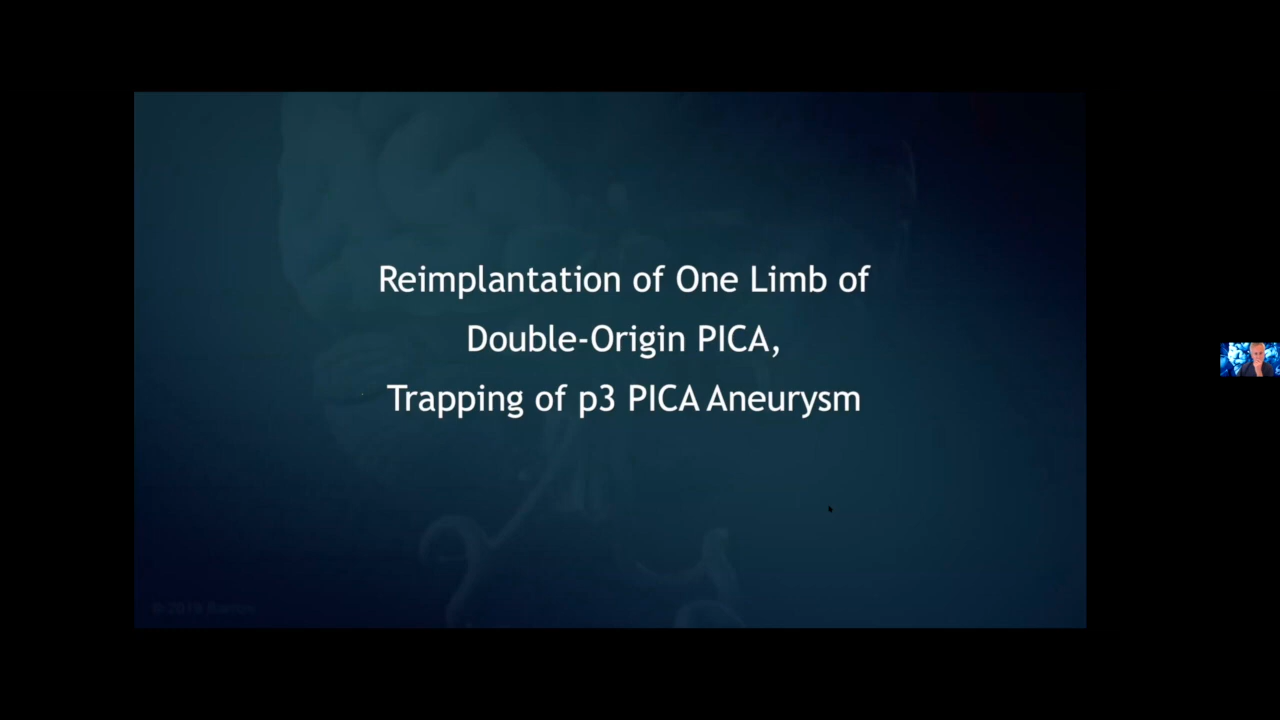 Reimplantation of One Limb of
Double-Origin PICA,
Trapping of p3 PICA Aneurysm